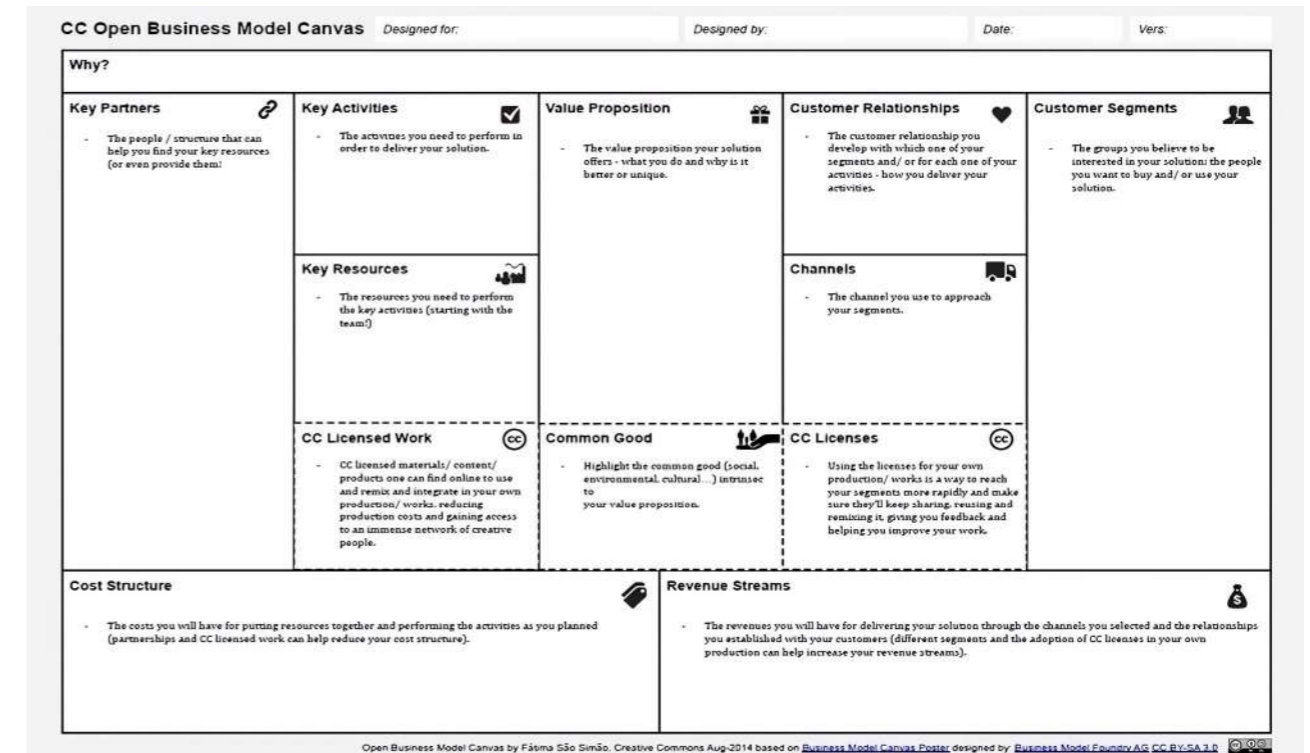 CC Open Business Model Canvas
Designed for:
Designed by:
Date:
Vers:
Why?
Key Partners
- The people / structure that can
help you find your key resources
(or even provide them!
Key Activities
- The activities you need to perform in
order to deliver your solution.
Key Resources
- The resources you need to perform
the key activities (starting with the
team!)
CC Licensed Work
cc
- CC licensed materials/ content/
products one can find online to use
and remix and integrate in your own
production/ works, reducing
production costs and gaining access
to an immense network of creative
people.
Value Proposition
- The value proposition your solution
offers - what you do and why is it
better or unique.
Common Good
- Highlight the common good (social,
environmental, cultural...) intrinsec
to
your value proposition.
Customer Relationships
- The customer relationship you
develop with which one of your
segments and/ or for each one of your
activities - how you deliver your
activities.
Channels
- The channel you use to approach
your segments.
CC Licenses
cc
- Using the licenses for your own
production/ works is a way to reach
your segments more rapidly and make
sure they'll keep sharing, reusing and
remixing it, giving you feedback and
helping you improve your work.
Customer Segments
- The groups you believe to be
interested in your solution; the people
you want to buy and/ or use your
solution.
Cost Structure
- The costs you will have for putting resources together and performing the activities as you planned
(partnerships and CC licensed work can help reduce your cost structure).
Revenue Streams
$
- The revenues you will have for delivering your solution through the channels you selected and the relationships
you established with your customers (different segments and the adoption of CC licenses in your own
production can help increase your revenue streams).
Open Business Model Canvas by Fátima São Simão, Creative Commons Aug-2014 based on Business Model Canvas Poster designed by Business Model Foundry AG CC BY-SA 3.0